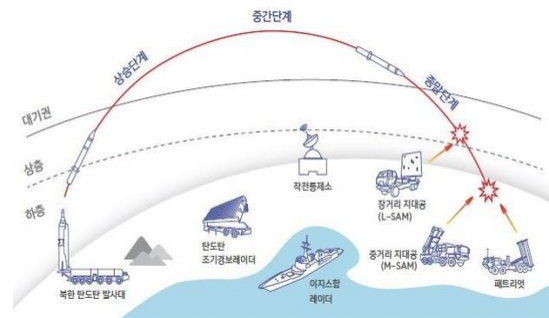 중간단계
상승단계
종말단계
대기권
상층
하층
작전통제소
장거리 지대공
(L-SAM)
탄도탄
조기경보레이더
중거리 지대공
(M-SAM)
패트리엇
이지스함
레이더
북한 탄도탄 발사대